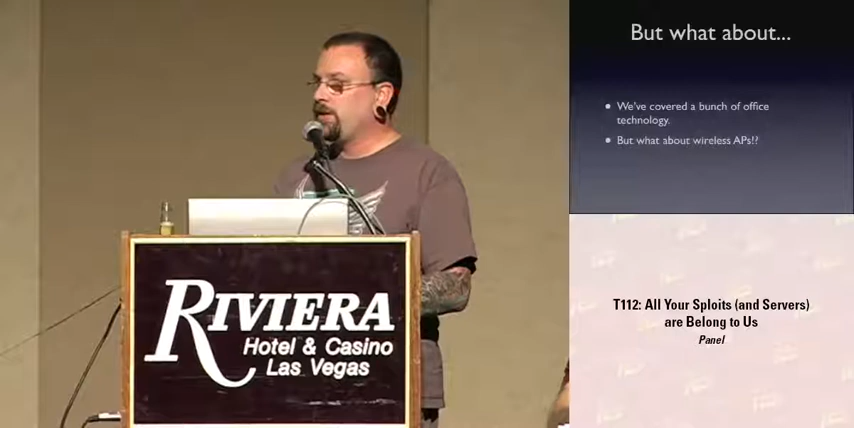 RIVIERA
Hotel & Casino
Las Vegas
But what about...
• We've covered a bunch of office
technology.
• But what about wireless APs!?
T112: All Your Sploits (and Servers)
are Belong to Us
Panel